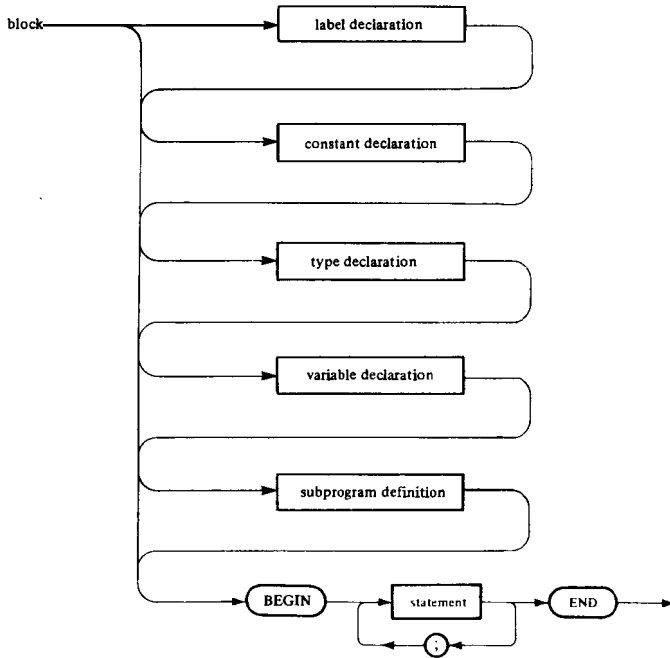 block
label declaration
constant declaration
type declaration
variable declaration
subprogram definition
BEGIN
statement
END
;